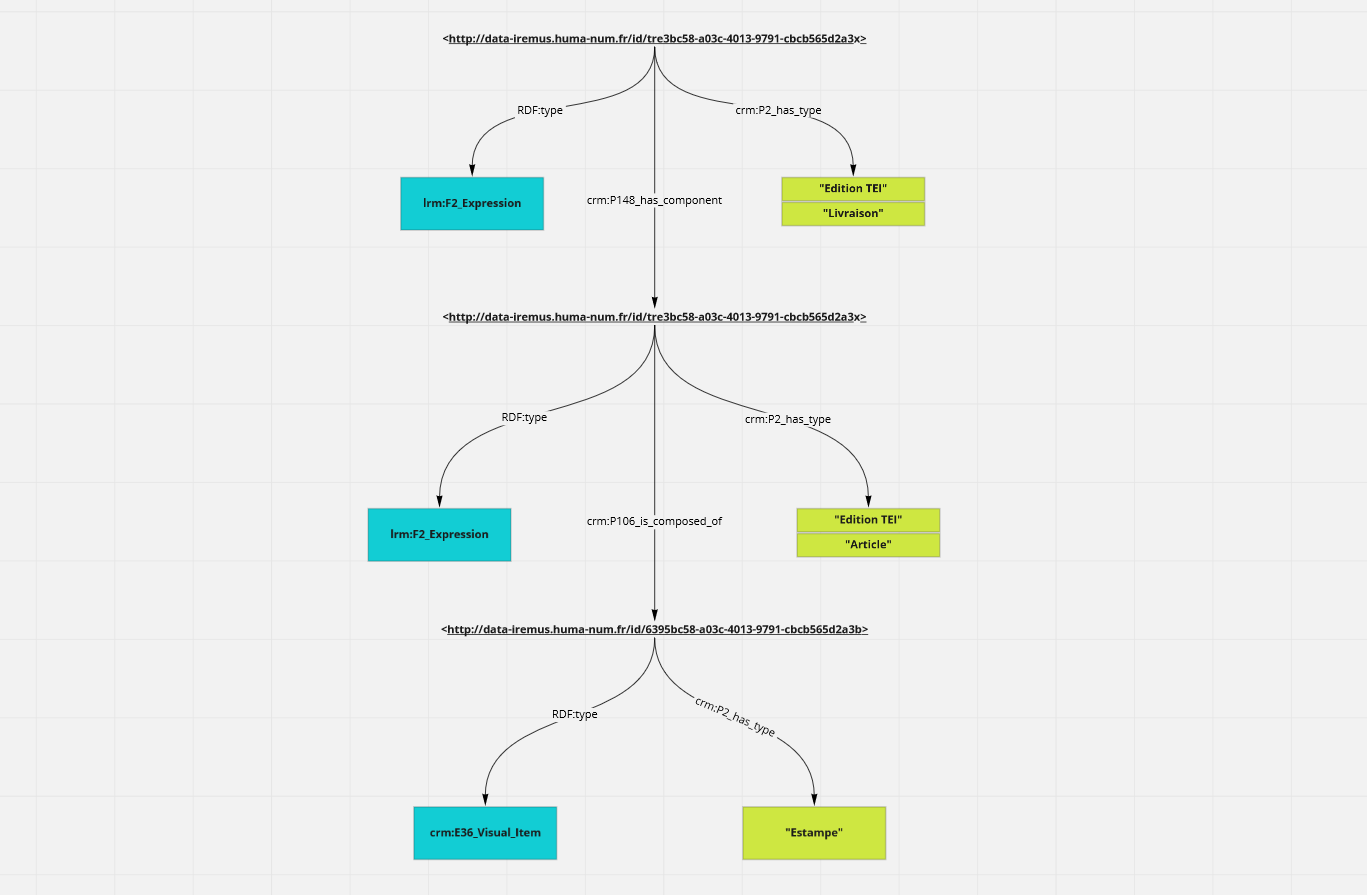 <http://data-iremus.huma-num.fr/id/tre3bc58-a03c-4013-9791-cbcb565d2a3x>
RDF:type
crm:P2_has_type
lrm:F2_Expression
crm:P148_has_component
"Edition TEI"
"Livraison"
<http://data-iremus.huma-num.fr/id/tre3bc58-a03c-4013-9791-cbcb565d2a3x>
RDF:type
crm:P2_has_type
lrm:F2_Expression
crm:P106_is_composed_of
"Edition TEI"
"Article"
<http://data-iremus.huma-num.fr/id/6395bc58-a03c-4013-9791-cbcb565d2a3b>
RDF:type
crm:P2_has_type
crm:E36_Visual_Item
"Estampe"